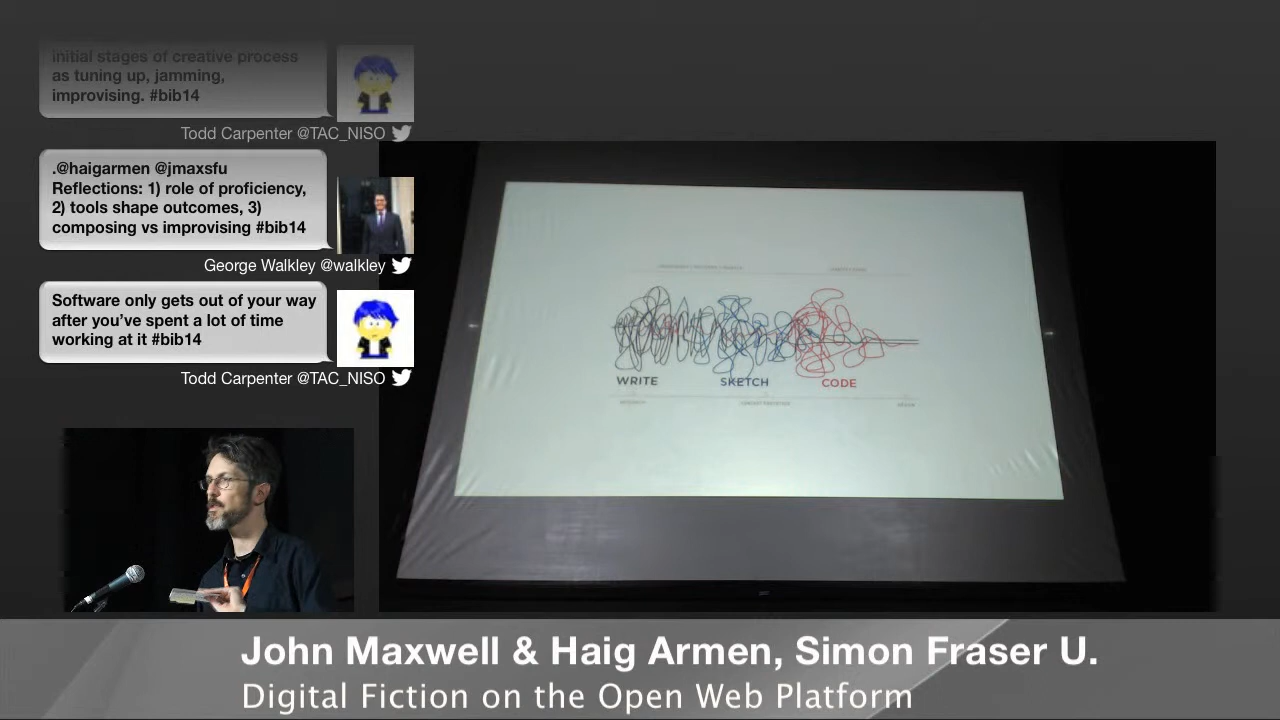 initial stages of creative process
as tuning up, jamming,
improvising. #bib14
Todd Carpenter @TAC_NISO
.@haigarmen @jmaxsfu
Reflections: 1) role of proficiency,
2) tools shape outcomes, 3)
composing vs improvising #bib14
George Walkley @walkley
Software only gets out of your way
after you’ve spent a lot of time
working at it #bib14
Todd Carpenter @TAC_NISO
WRITE SKETCH CODE
John Maxwell & Haig Armen, Simon Fraser U.
Digital Fiction on the Open Web Platform